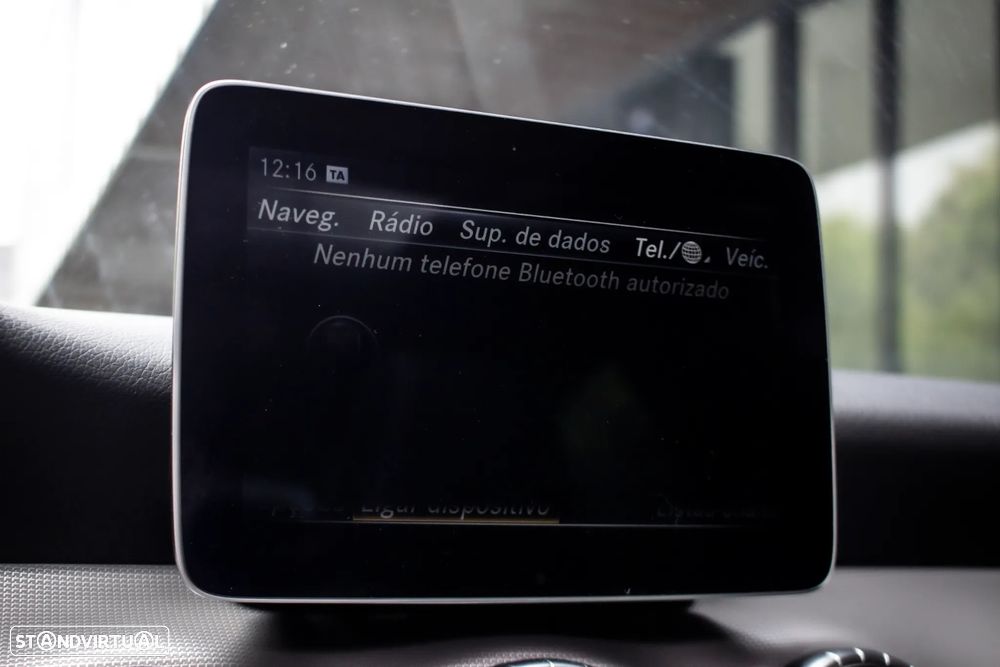 12:16 TA
Naveg. Rádio Sup. de dados Tel./ Veíc.
Nenhum telefone Bluetooth autorizado
Ligar dispositivo
STANDVIRTUAL